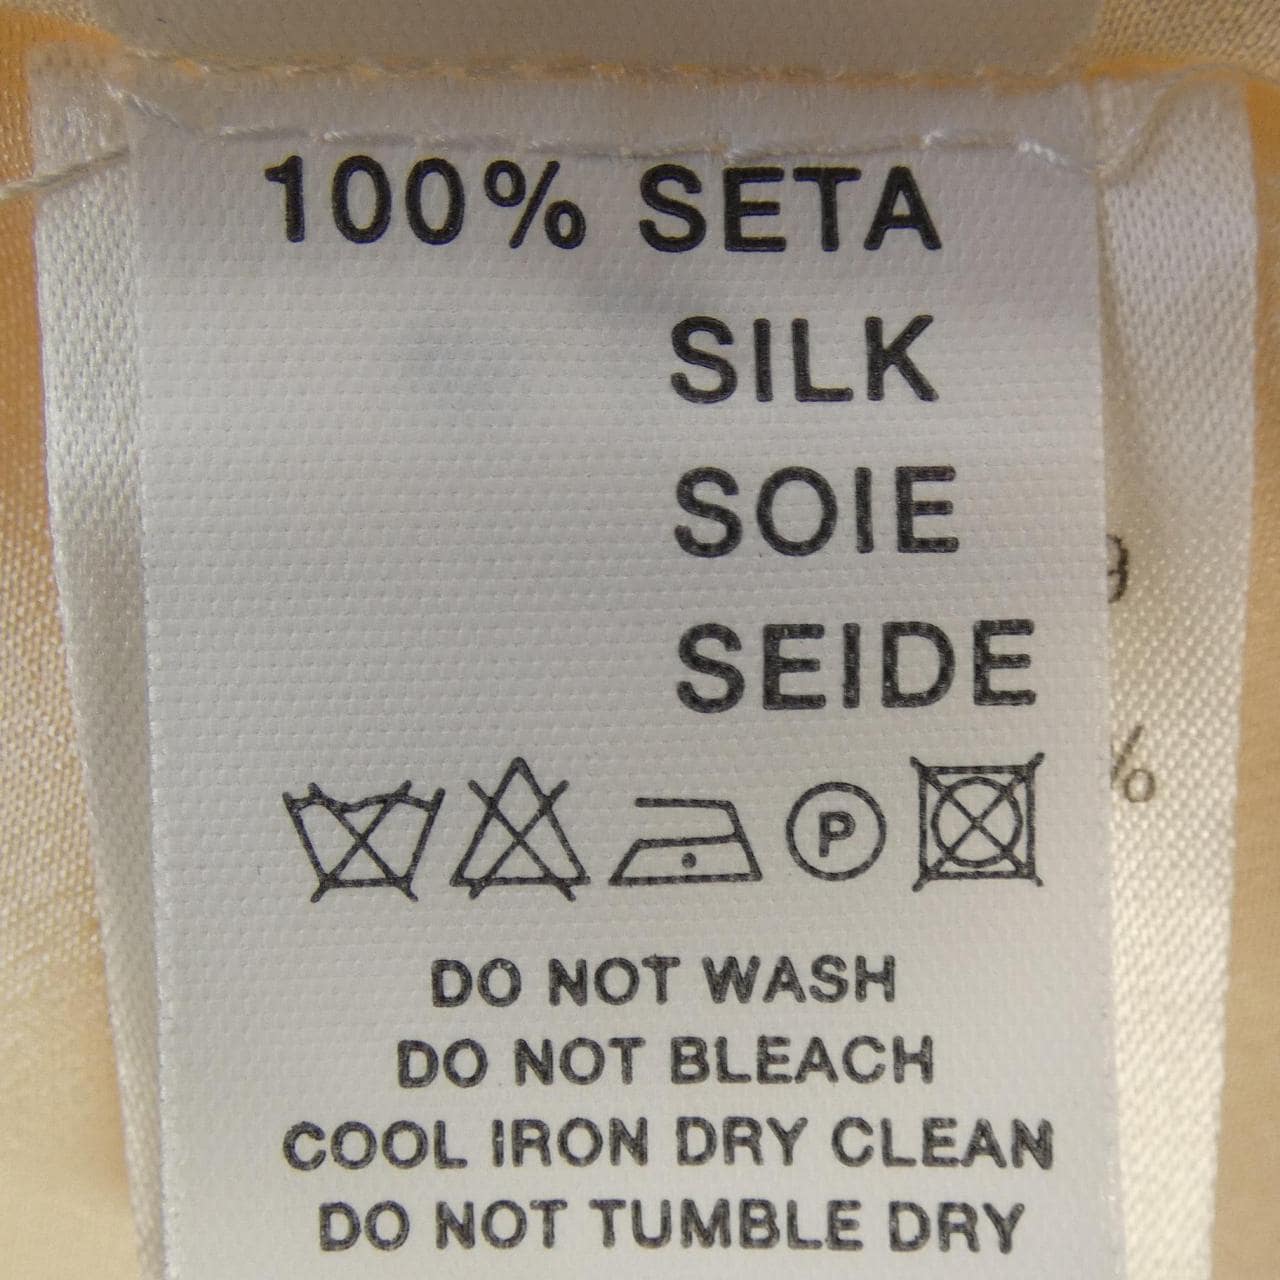 100% SETA
SILK
SOIE
SEIDE
P
DO NOT WASH
DO NOT BLEACH
COOL IRON DRY CLEAN
DO NOT TUMBLE DRY
%